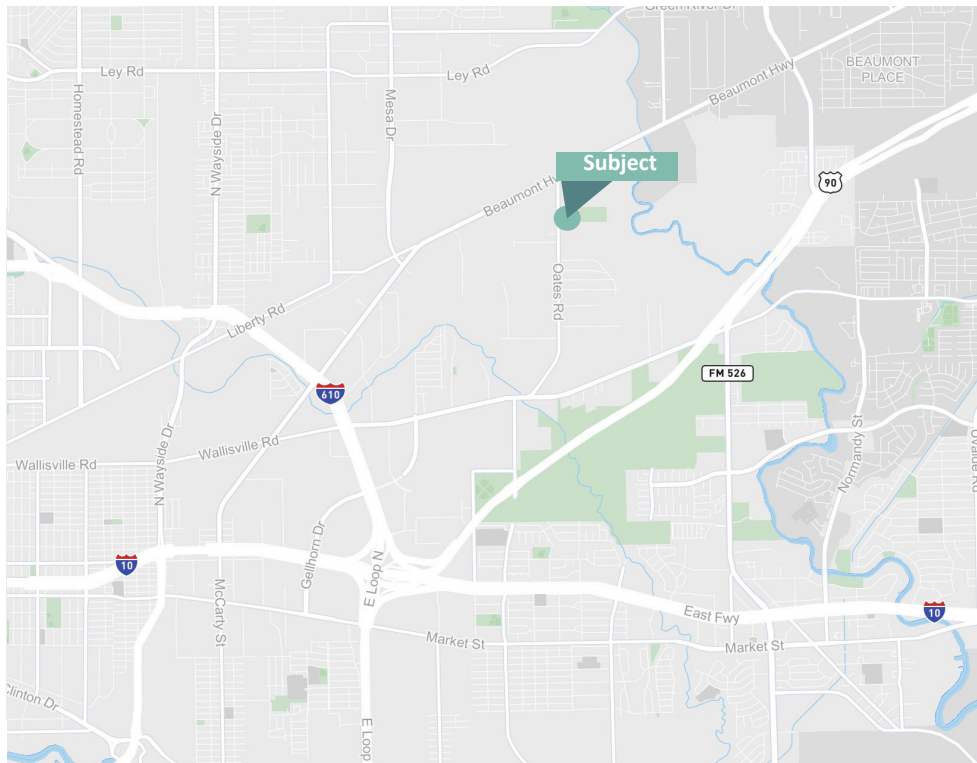 Green River Dr
Ley Rd
Ley Rd
Beaumont Hwy
BEAUMONT
PLACE
Homestead Rd
N Wayside Dr
Mesa Dr
Subject
90
Beaumont Hwy
Oates Rd
Liberty Rd
610
FM 526
Wallisville Rd
Wallisville Rd
N Wayside Dr
Normandy St
Uvalde Rd
10
Gellhorn Dr
E Loop N
McCarty St
East Fwy
10
Market St
Market St
Clinton Dr
E Loop